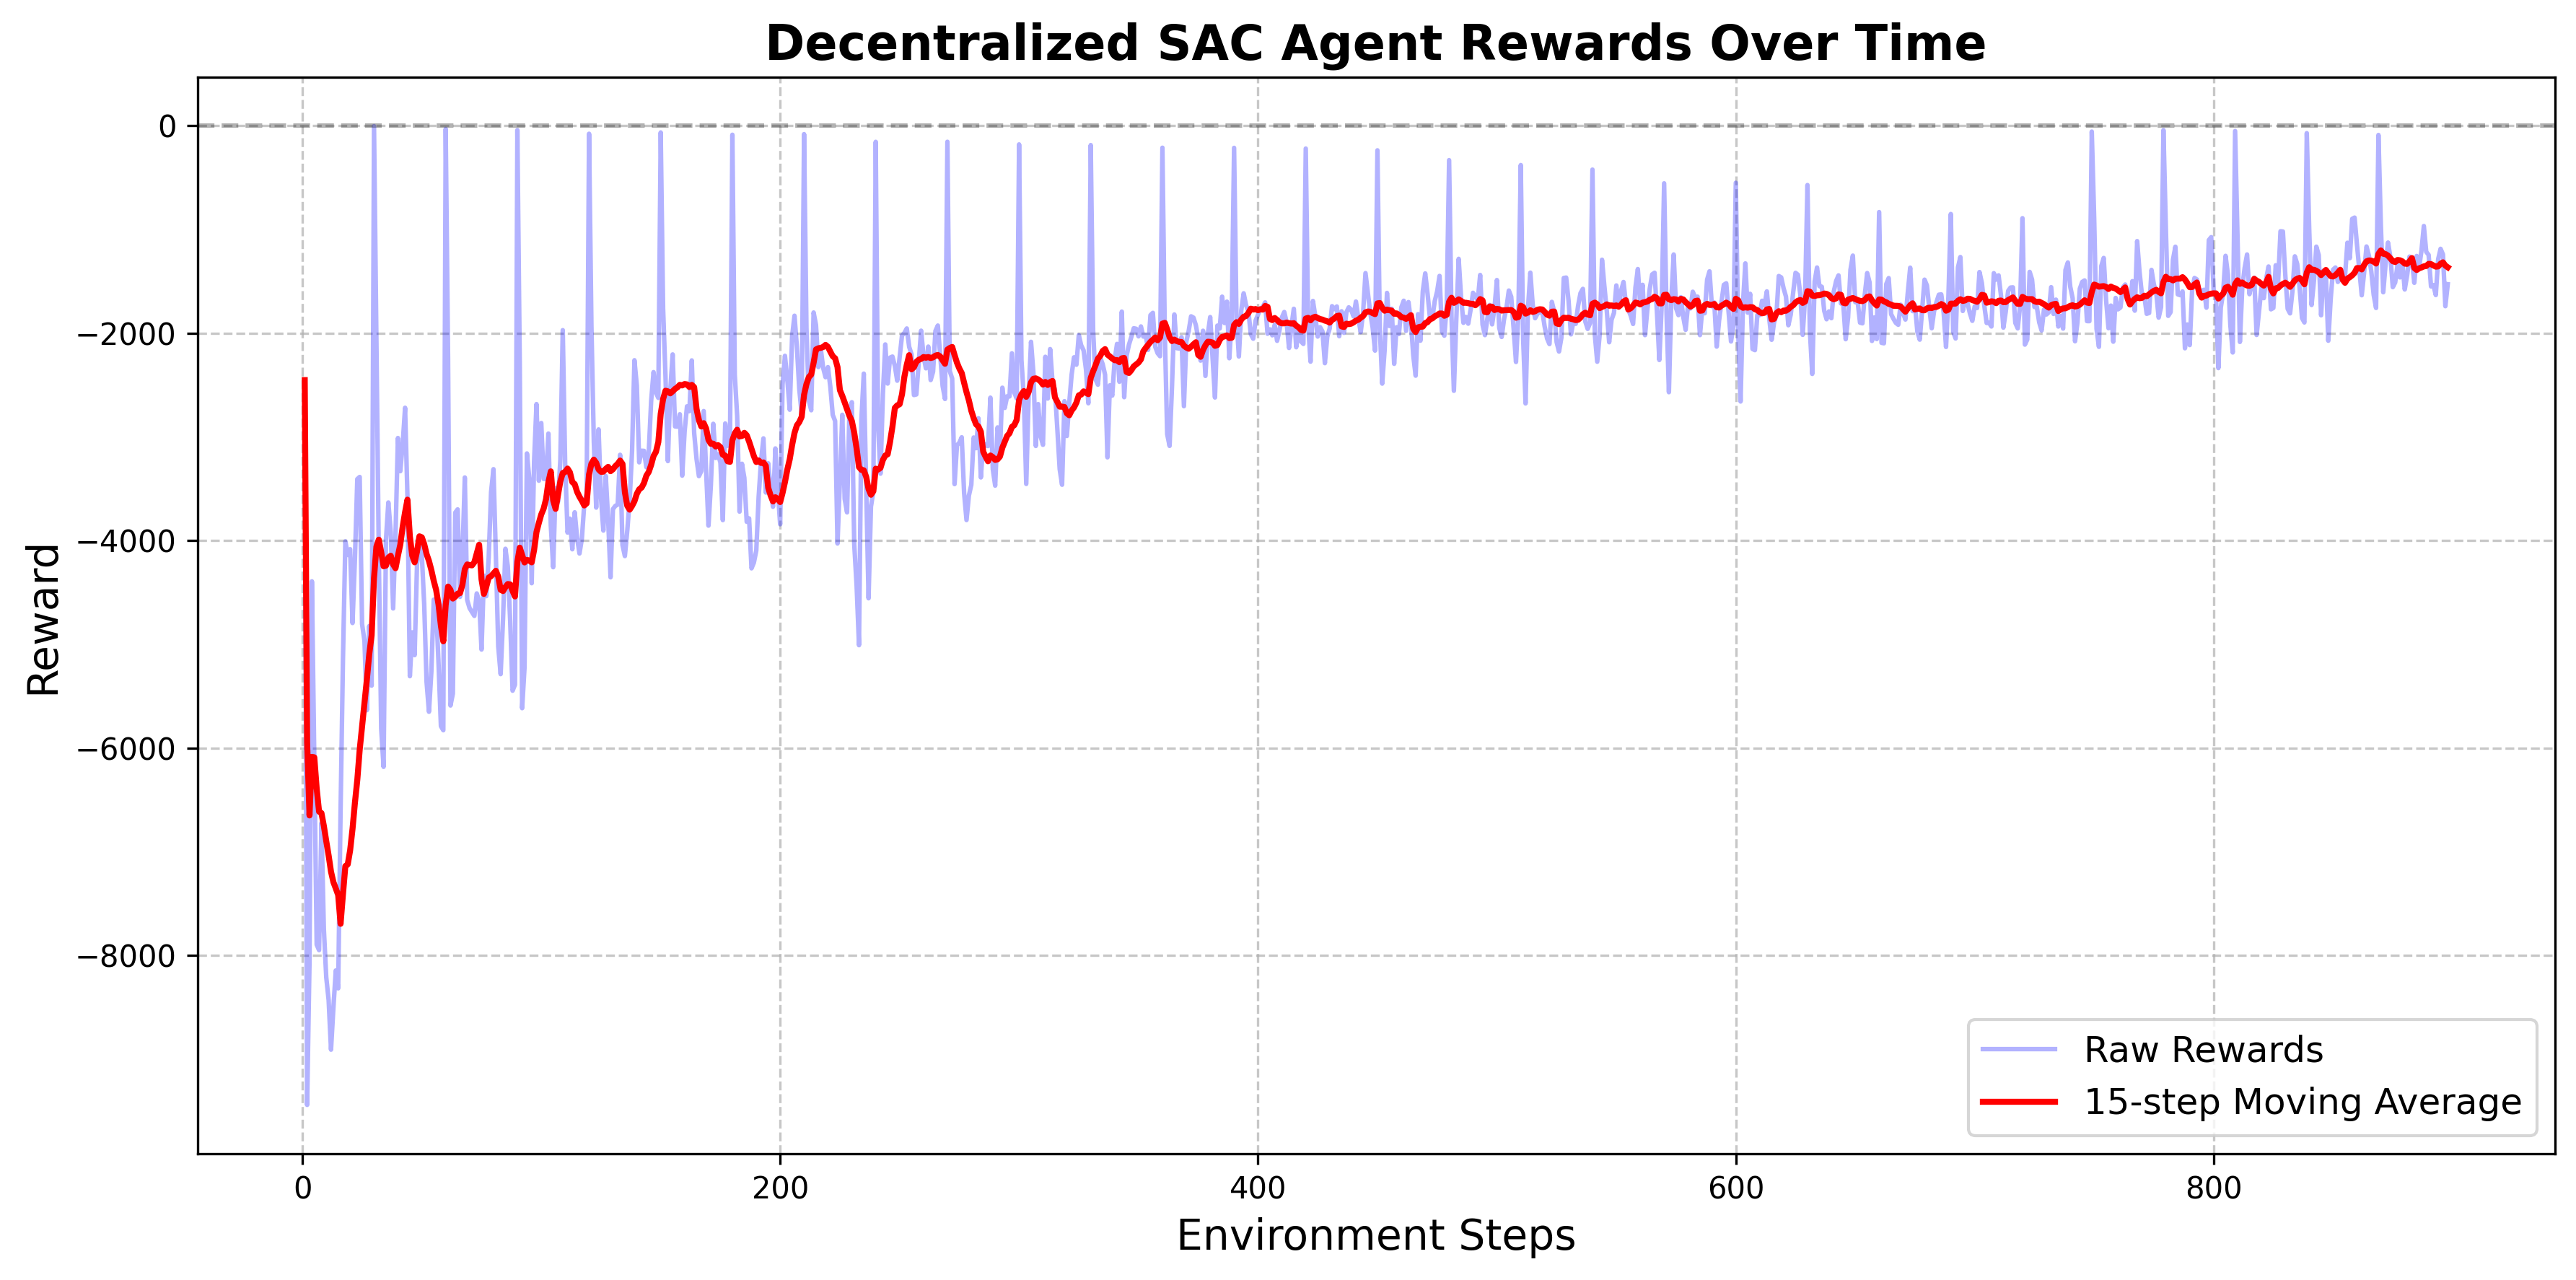 Decentralized SAC Agent Rewards Over Time
0
−2000
−4000
−6000
−8000
Reward
0
200
400
600
800
Environment Steps
Raw Rewards
15-step Moving Average